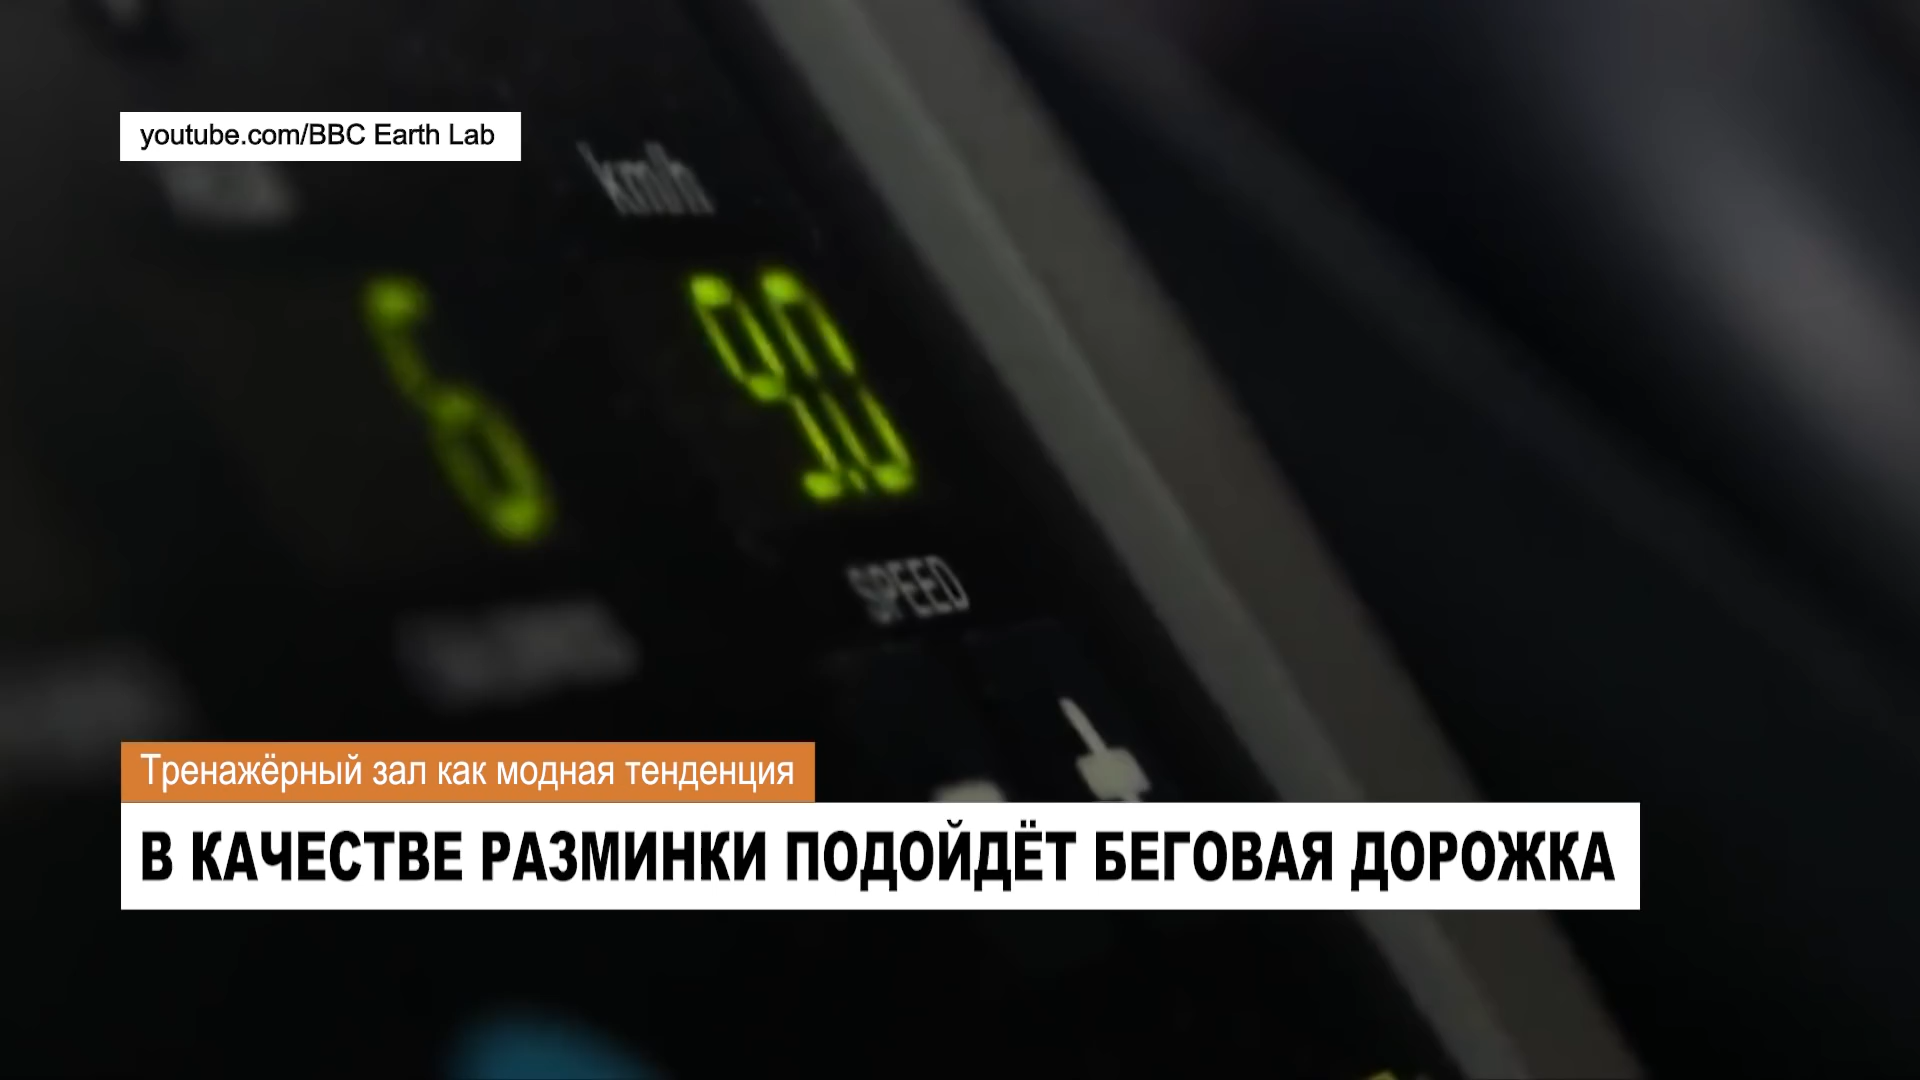 youtube.com/BBC Earth Lab
km/h
SPEED
Тренажёрный зал как модная тенденция
В КАЧЕСТВЕ РАЗМИНКИ ПОДОЙДЁТ БЕГОВАЯ ДОРОЖКА